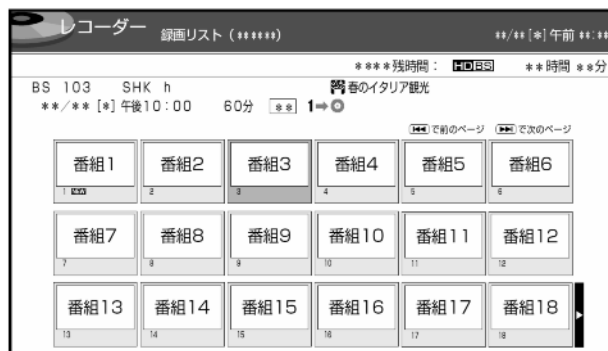 レコーダー 録画リスト (******) **/** [*] 午前 **:**
****残時間: HD BS **時間 **分
BS 103 SHK h 春のイタリア観光
**/** [*] 午後10:00 60分 ** 1➡
で前のページ で次のページ
番組1 番組2 番組3 番組4 番組5 番組6
1 NEW 2 3 4 5 6
番組7 番組8 番組9 番組10 番組11 番組12
7 8 9 10 11 12
番組13 番組14 番組15 番組16 番組17 番組18
13 14 15 16 17 18